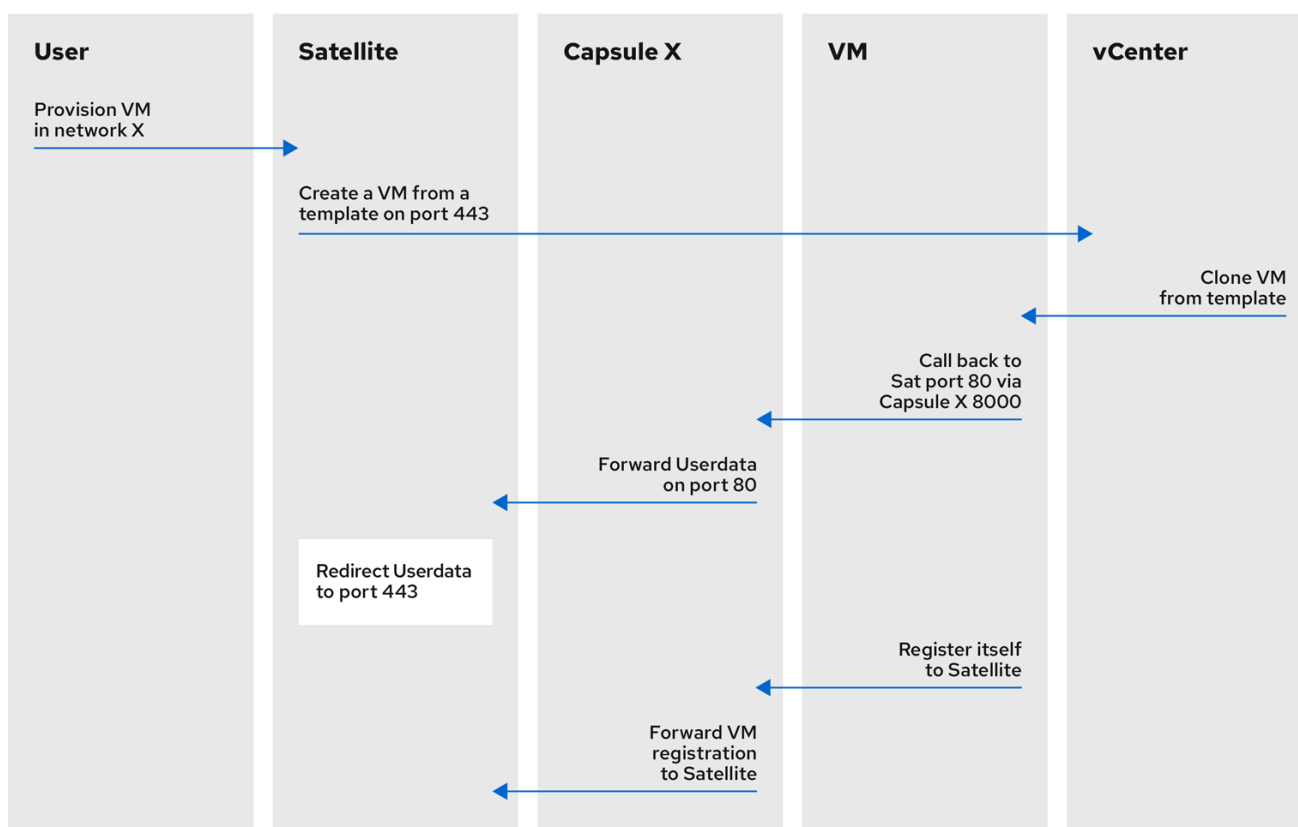 User
Satellite
Capsule X
VM
vCenter
Provision VM
in network X
Create a VM from a
template on port 443
Clone VM
from template
Call back to
Sat port 80 via
Capsule X 8000
Forward Userdata
on port 80
Redirect Userdata
to port 443
Register itself
to Satellite
Forward VM
registration
to Satellite